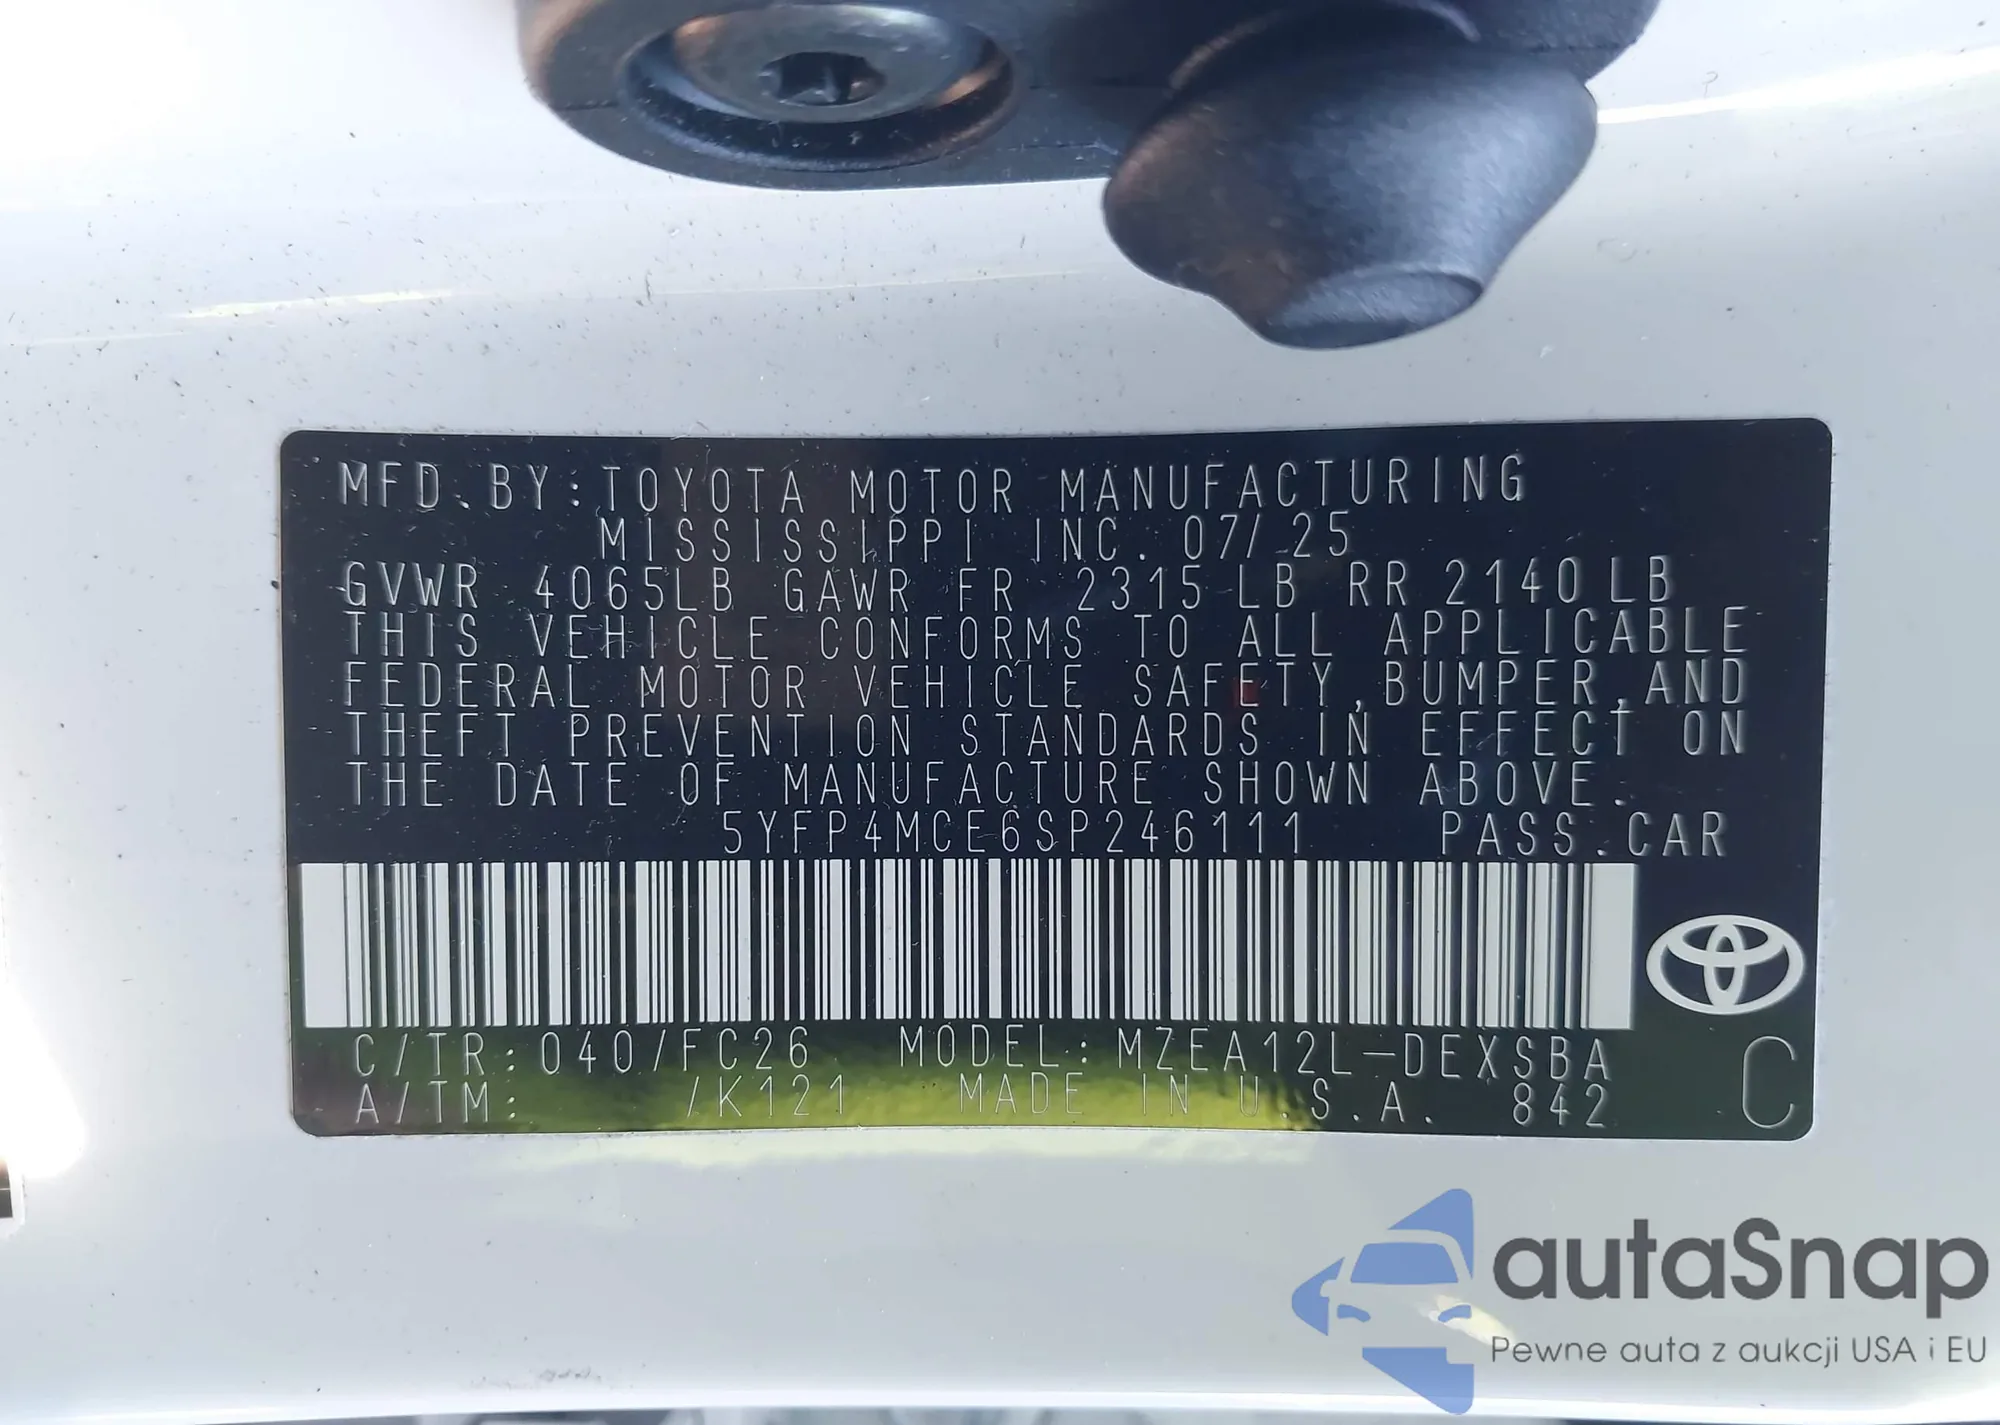 MFD.BY:TOYOTA MOTOR MANUFACTURING
MISSISSIPPI INC. 07/25
GVWR 4065LB GAWR FR 2315LB RR 2140LB
THIS VEHICLE CONFORMS TO ALL APPLICABLE
FEDERAL MOTOR VEHICLE SAFETY,BUMPER,AND
THEFT PREVENTION STANDARDS IN EFFECT ON
THE DATE OF MANUFACTURE SHOWN ABOVE.
5YFP4MCE6SP246111 PASS.CAR
C/TR:040/FC26 MODEL:MZEA12L-DEXSBA
A/TM: /K121 MADE IN U.S.A. 842
C
autaSnap
Pewne auta z aukcji USA i EU